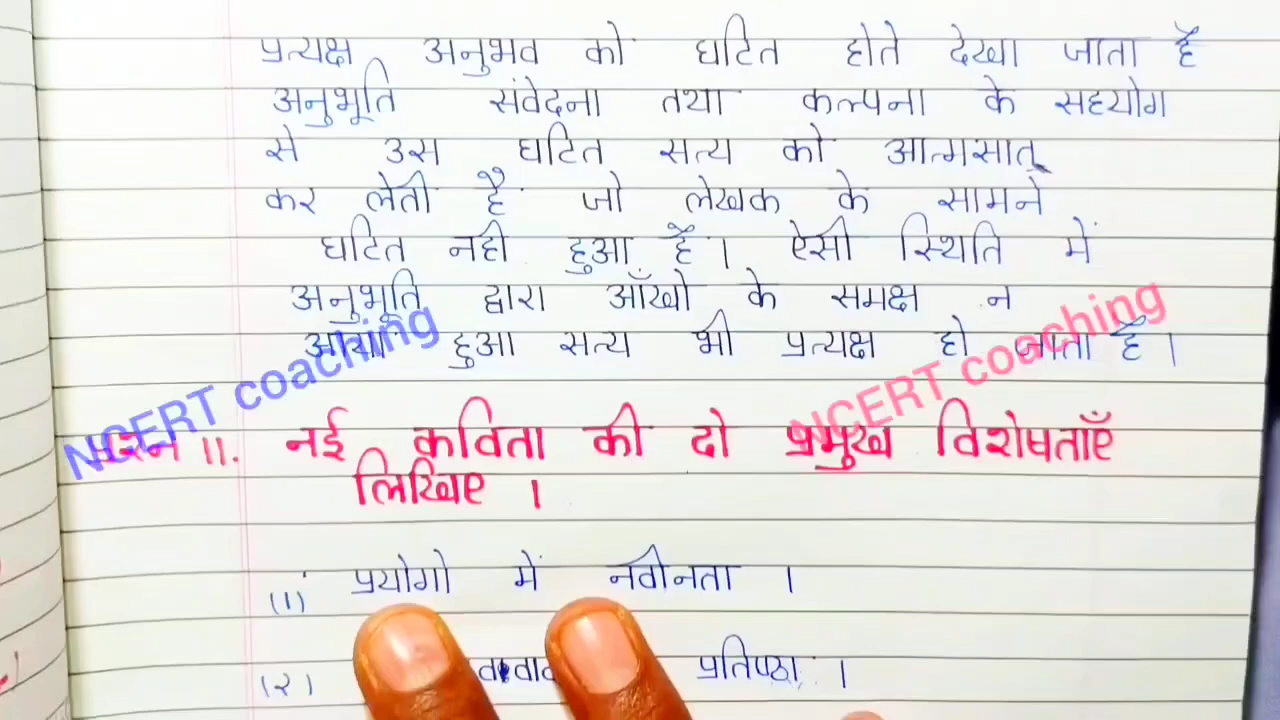 प्रत्यक्ष अनुभव को घटित होते देखा जाता है
अनुभूति संवेदना तथा कल्पना के सहयोग
से उस घटित सत्य को आत्मसात्
कर लेती है जो लेखक के सामने
घटित नही हुआ है। ऐसी स्थिति में
अनुभूति द्वारा आँखो के समक्ष न
आया हुआ सत्य भी प्रत्यक्ष हो जाता है।
NCERT coaching
NCERT coaching
प्रश्न 11. नई कविता की दो प्रमुख विशेषताएँ
लिखिए ।
(1) प्रयोगो में नवीनता ।
(२) प्रतिष्ठा ।